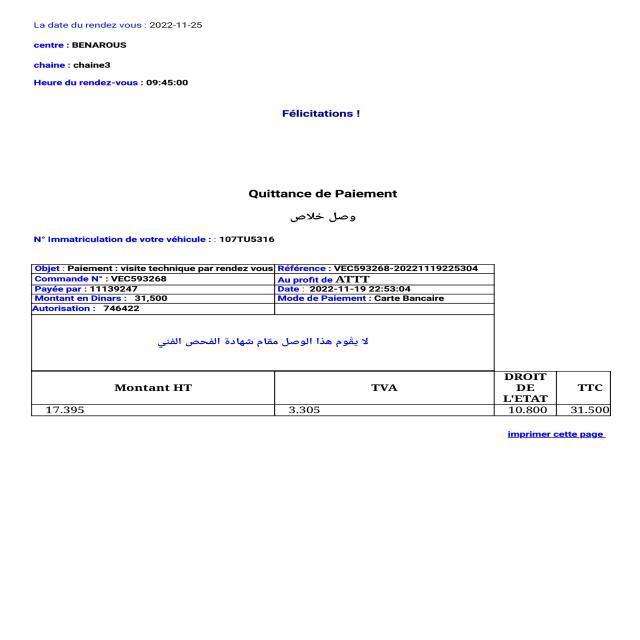 La date du rendez vous : 2022-11-25
centre : BENAROUS
chaine : chaine3
Heure du rendez-vous : 09:45:00
Félicitations !
Quittance de Paiement
وصل خلاص
N° Immatriculation de votre véhicule : : 107TU5316
Objet : Paiement : visite technique par rendez vous Référence : VEC593268-20221119225304
Commande N° : VEC593268 Au profit de ATTT
Payée par : 11139247 Date : 2022-11-19 22:53:04
Montant en Dinars : 31,500 Mode de Paiement : Carte Bancaire
Autorisation : 746422
لا يقوم هذا الوصل مقام شهادة الفحص الفني
Montant HT TVA DROIT DE L'ETAT TTC
17.395 3.305 10.800 31.500
imprimer cette page